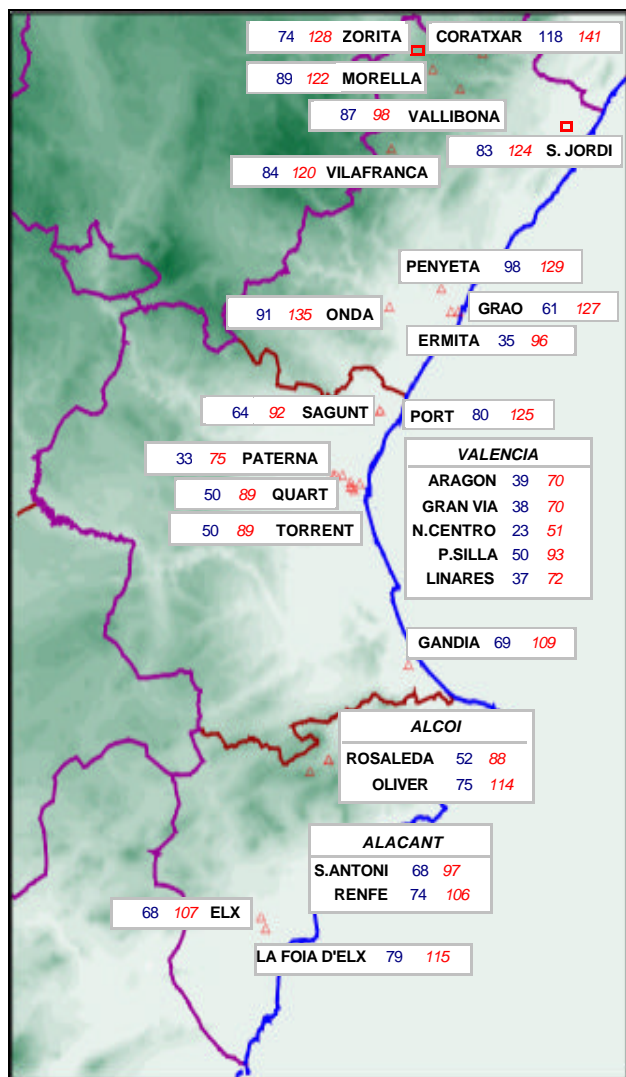 74 128 ZORITA
CORATXAR 118 141
89 122 MORELLA
87 98 VALLIBONA
83 124 S. JORDI
84 120 VILAFRANCA
PENYETA 98 129
91 135 ONDA
GRAO 61 127
ERMITA 35 96
64 92 SAGUNT
PORT 80 125
33 75 PATERNA
50 89 QUART
50 89 TORRENT
VALENCIA
ARAGON 39 70
GRAN VIA 38 70
N.CENTRO 23 51
P.SILLA 50 93
LINARES 37 72
GANDIA 69 109
ALCOI
ROSALEDA 52 88
OLIVER 75 114
ALACANT
S.ANTONI 68 97
RENFE 74 106
68 107 ELX
LA FOIA D'ELX 79 115